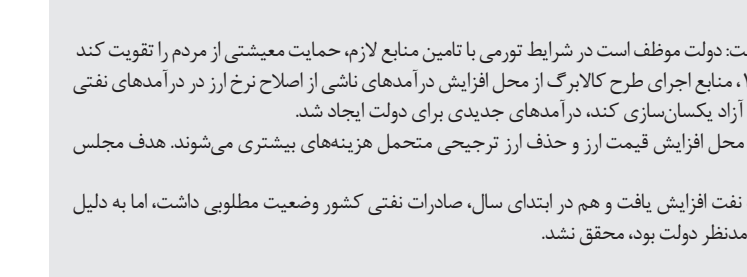 ت: دولت موظف است در شرایط تورمی با تامین منابع لازم، حمایت معیشتی از مردم را تقویت کند
، منابع اجرای طرح کالابرگ از محل افزایش درآمدهای ناشی از اصلاح نرخ ارز در درآمدهای نفتی
آزاد یکسان‌سازی کند، درآمدهای جدیدی برای دولت ایجاد شد.
محل افزایش قیمت ارز و حذف ارز ترجیحی متحمل هزینه‌های بیشتری می‌شوند. هدف مجلس
نفت افزایش یافت و هم در ابتدای سال، صادرات نفتی کشور وضعیت مطلوبی داشت، اما به دلیل
مدنظر دولت بود، محقق نشد.